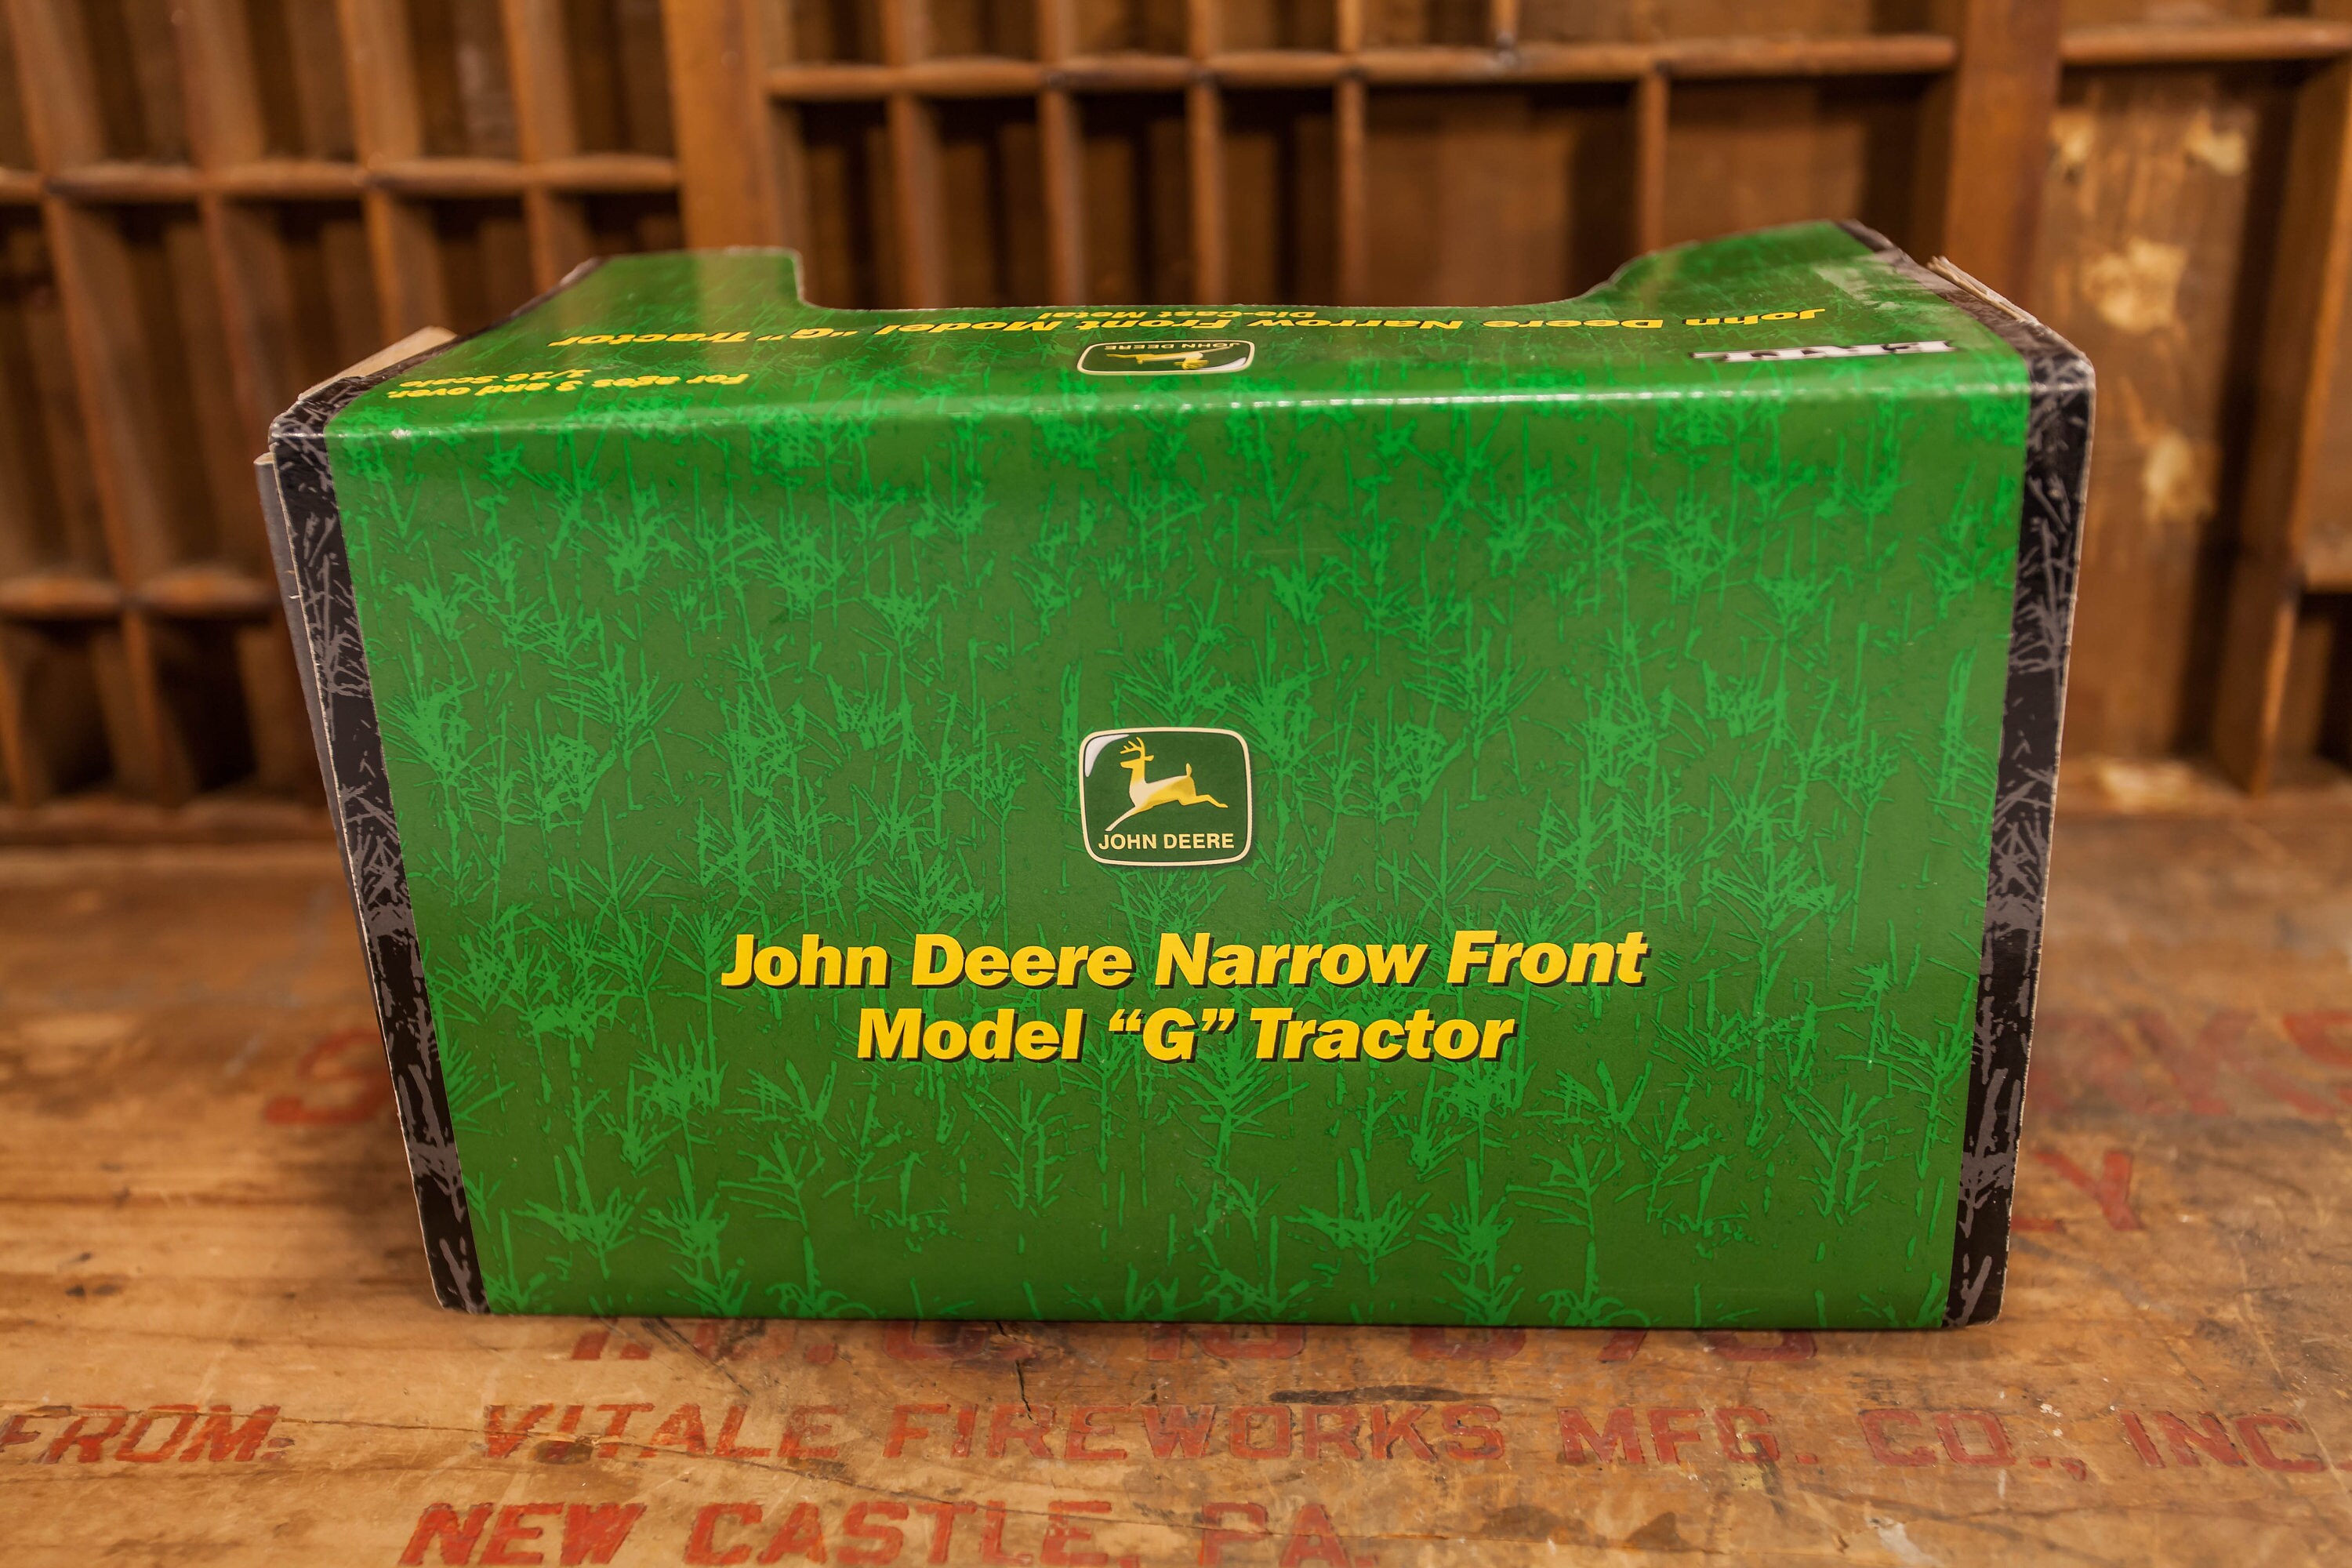 John Deere Narrow Front Model "G" Tractor
Die-Cast Metal
JOHN DEERE
For ages 3 and over.
1/16 Scale
JOHN DEERE
John Deere Narrow Front
Model “G” Tractor
FROM: VITALE FIREWORKS MFG. CO., INC
NEW CASTLE, PA.